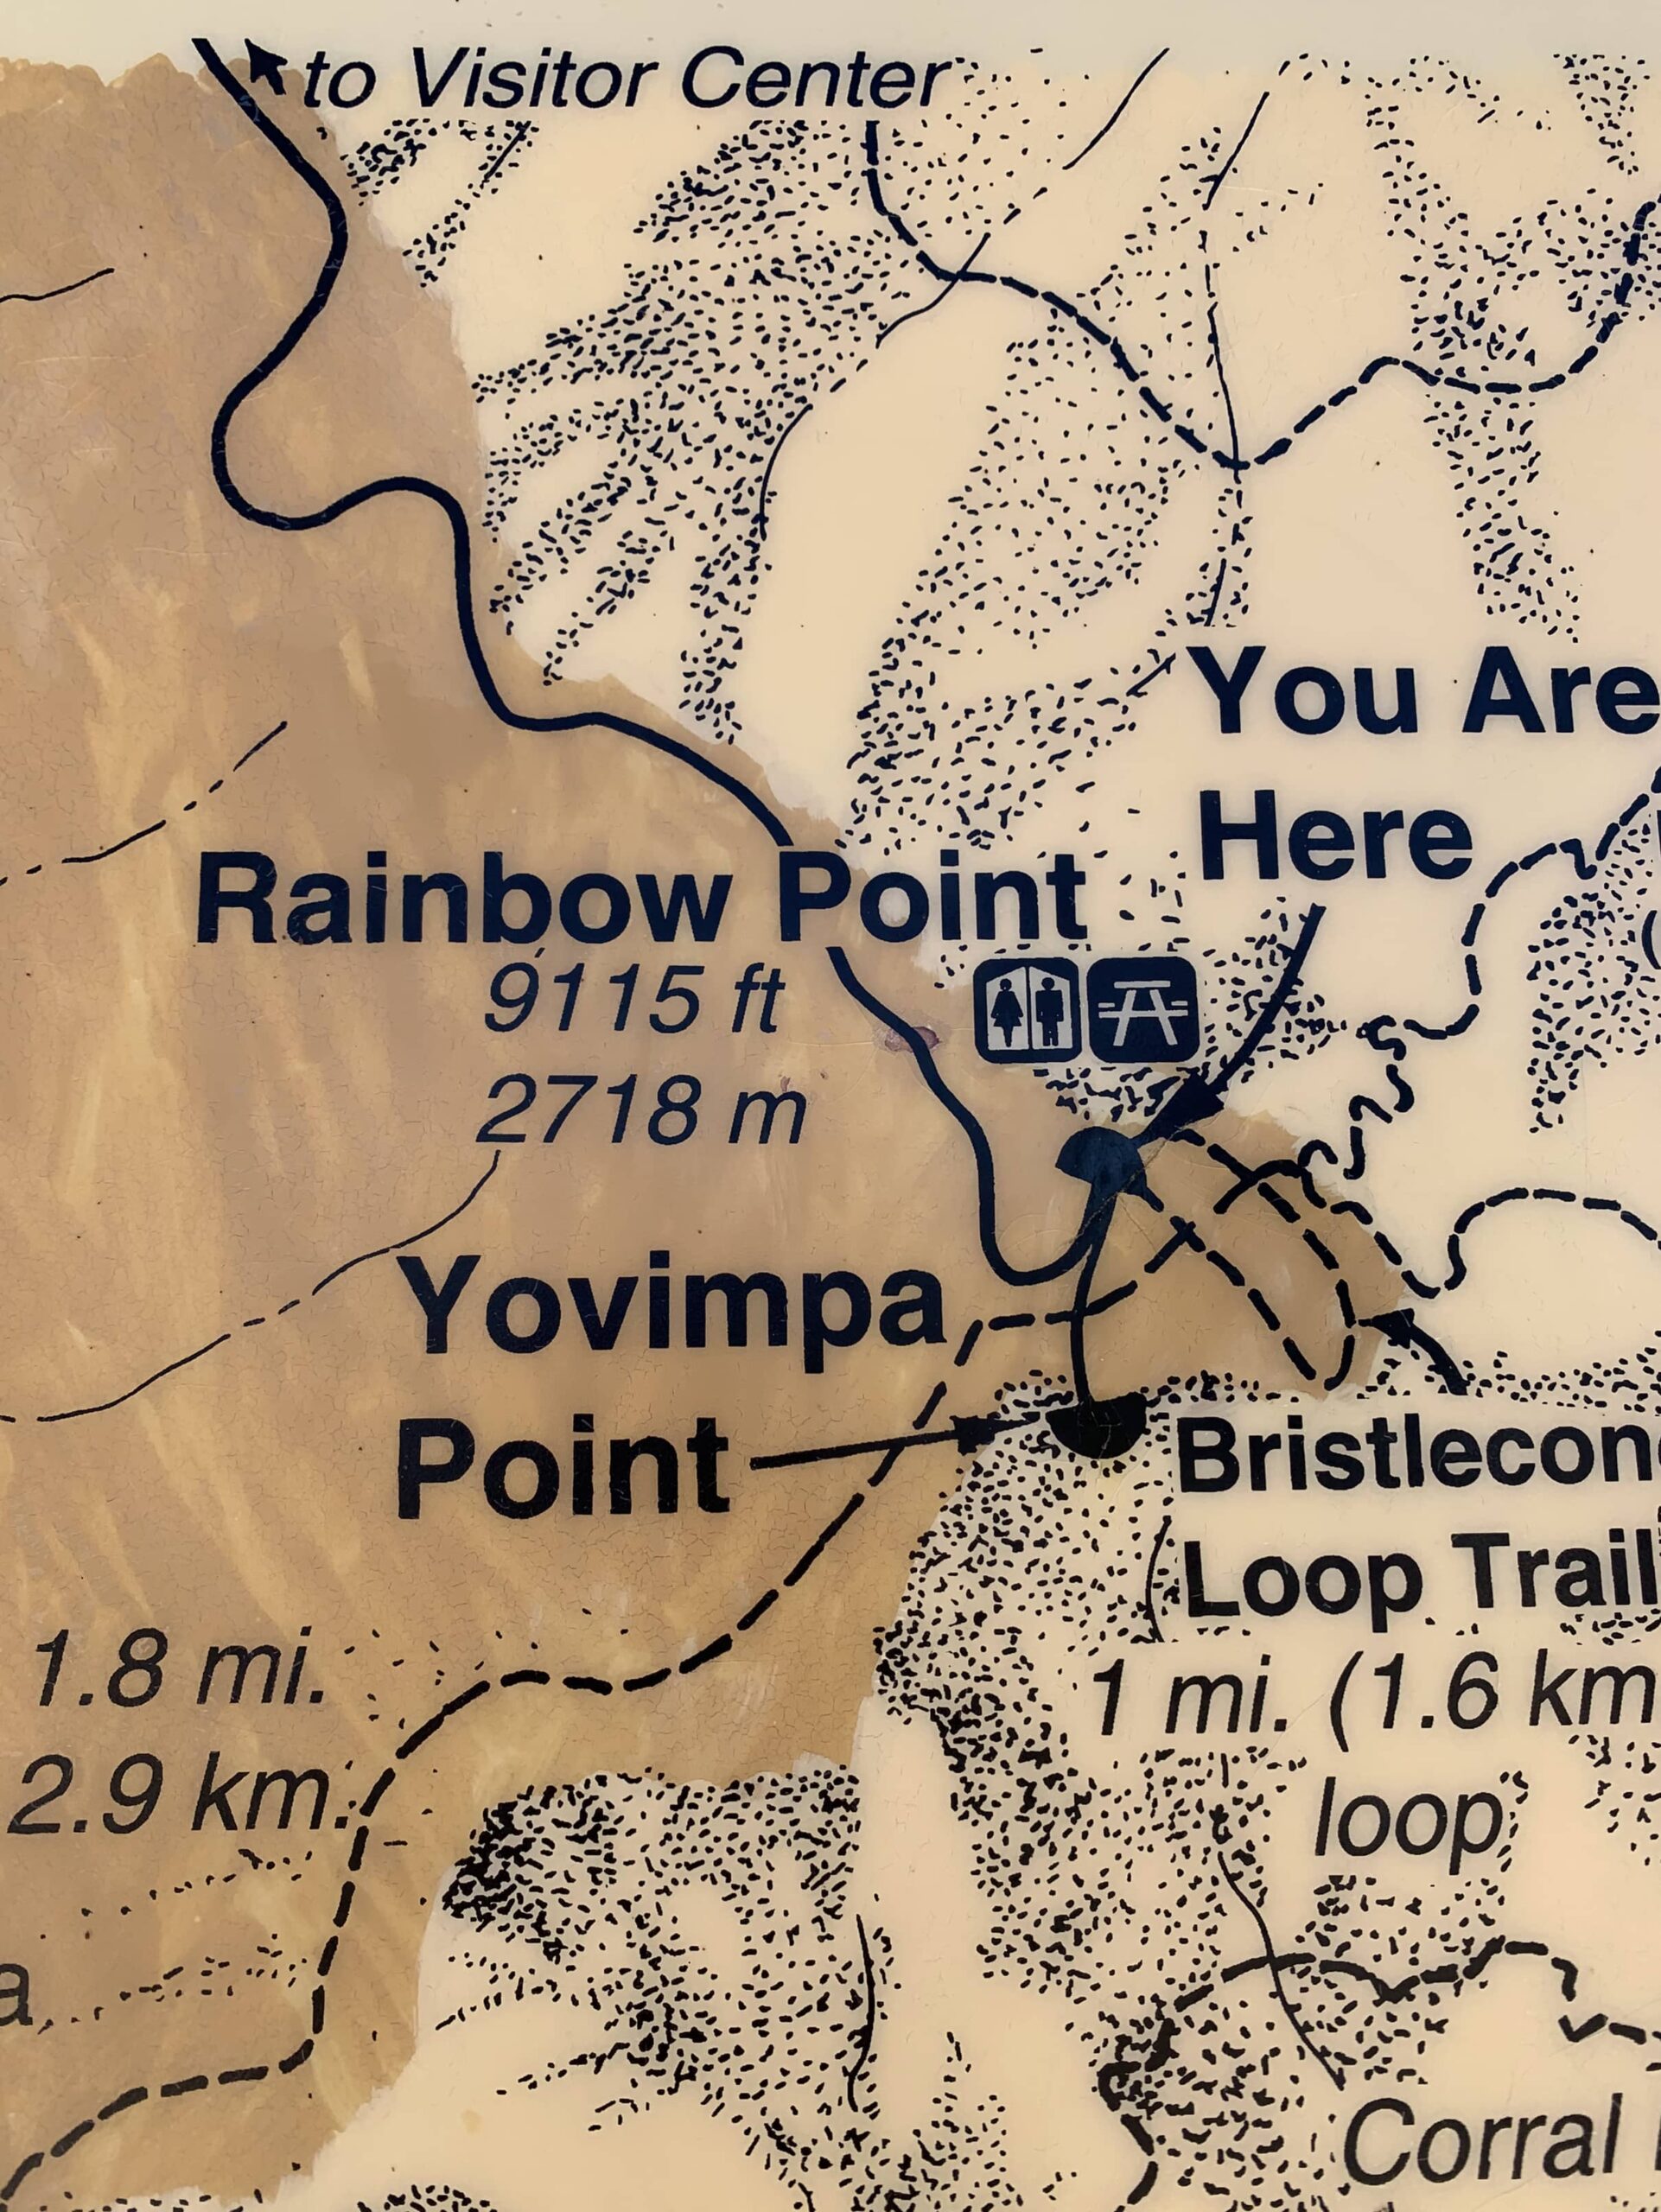 to Visitor Center
You Are
Here
Rainbow Point
9115 ft
2718 m
Yovimpa
Point
Bristlecon
Loop Trail
1 mi. (1.6 km
loop
1.8 mi.
2.9 km.
a
Corral